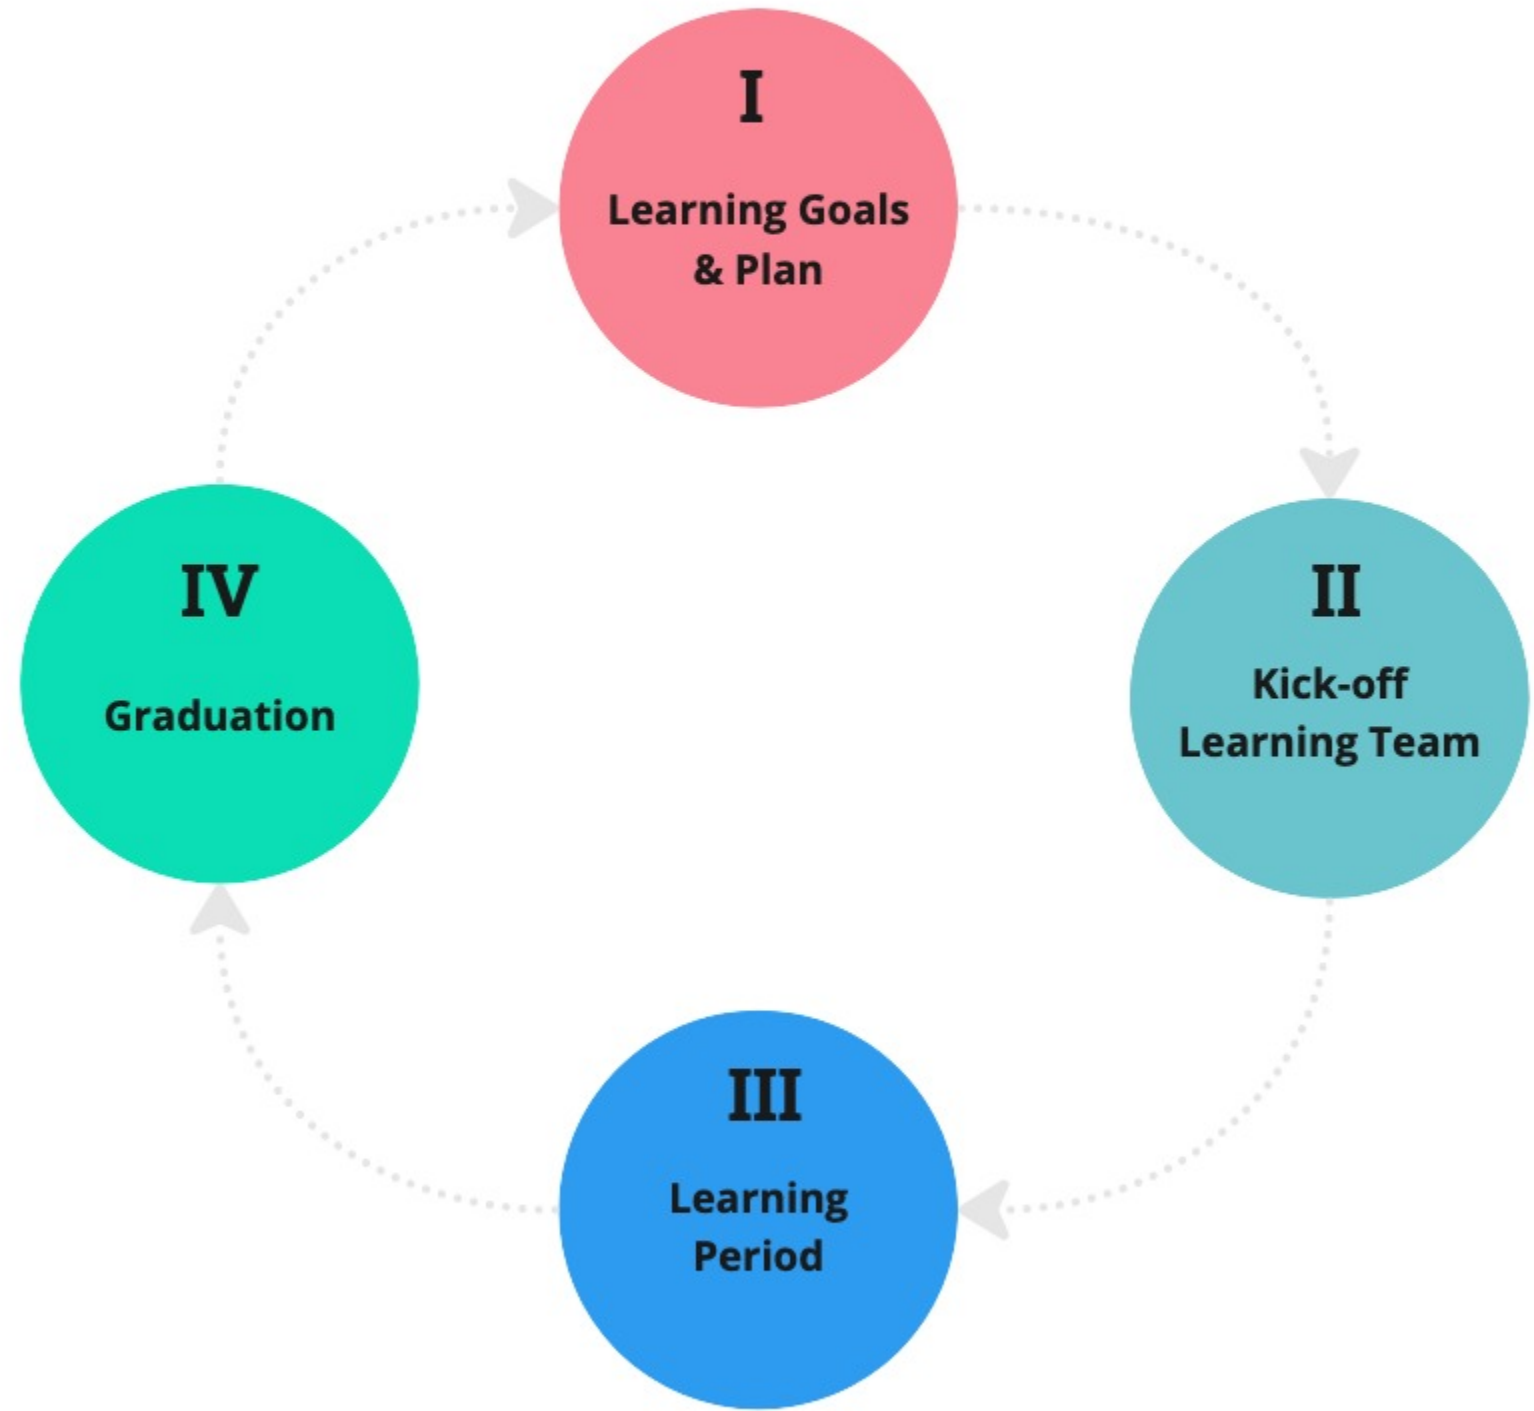 I
Learning Goals
& Plan
II
Kick-off
Learning Team
III
Learning
Period
IV
Graduation